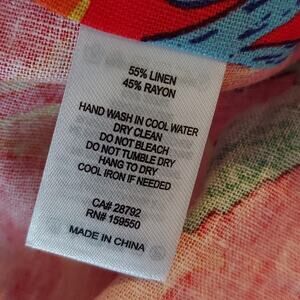 55% LINEN
45% RAYON
HAND WASH IN COOL WATER
DRY CLEAN
DO NOT BLEACH
DO NOT TUMBLE DRY
HANG TO DRY
COOL IRON IF NEEDED
CA# 28792
RN# 159550
MADE IN CHINA